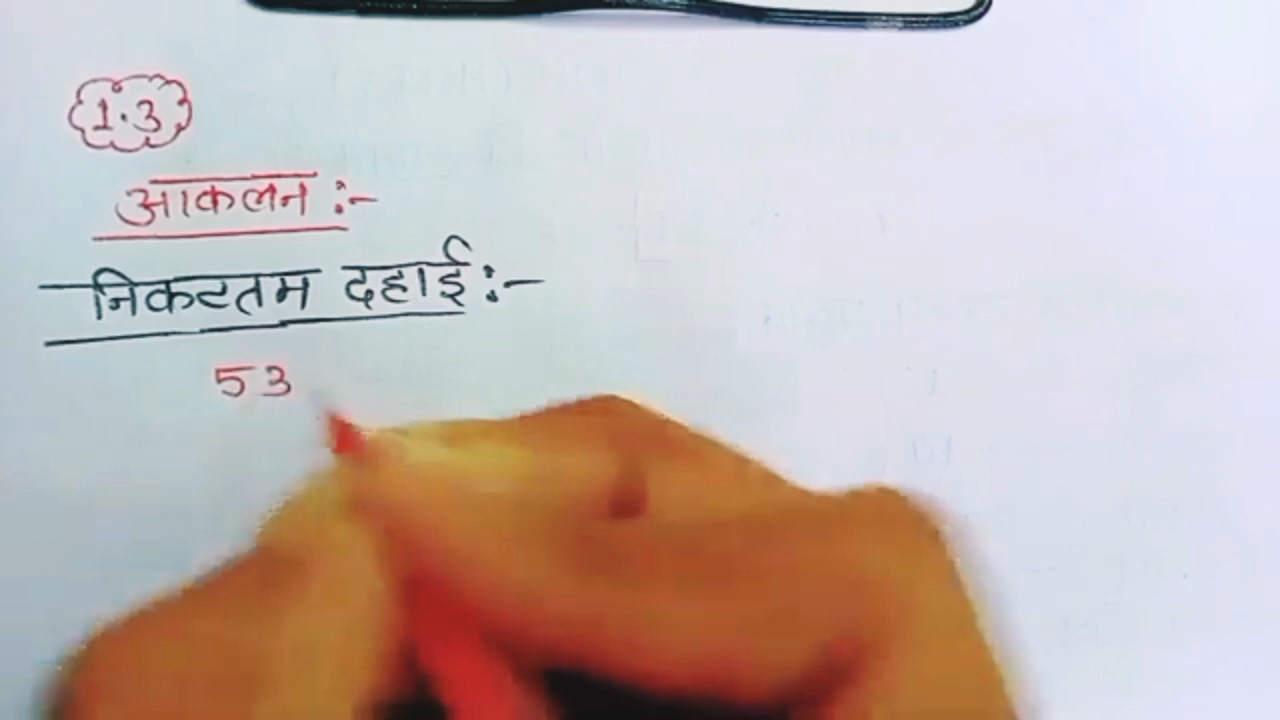 1.3
आकलन :-
निकटतम दहाई :-
53